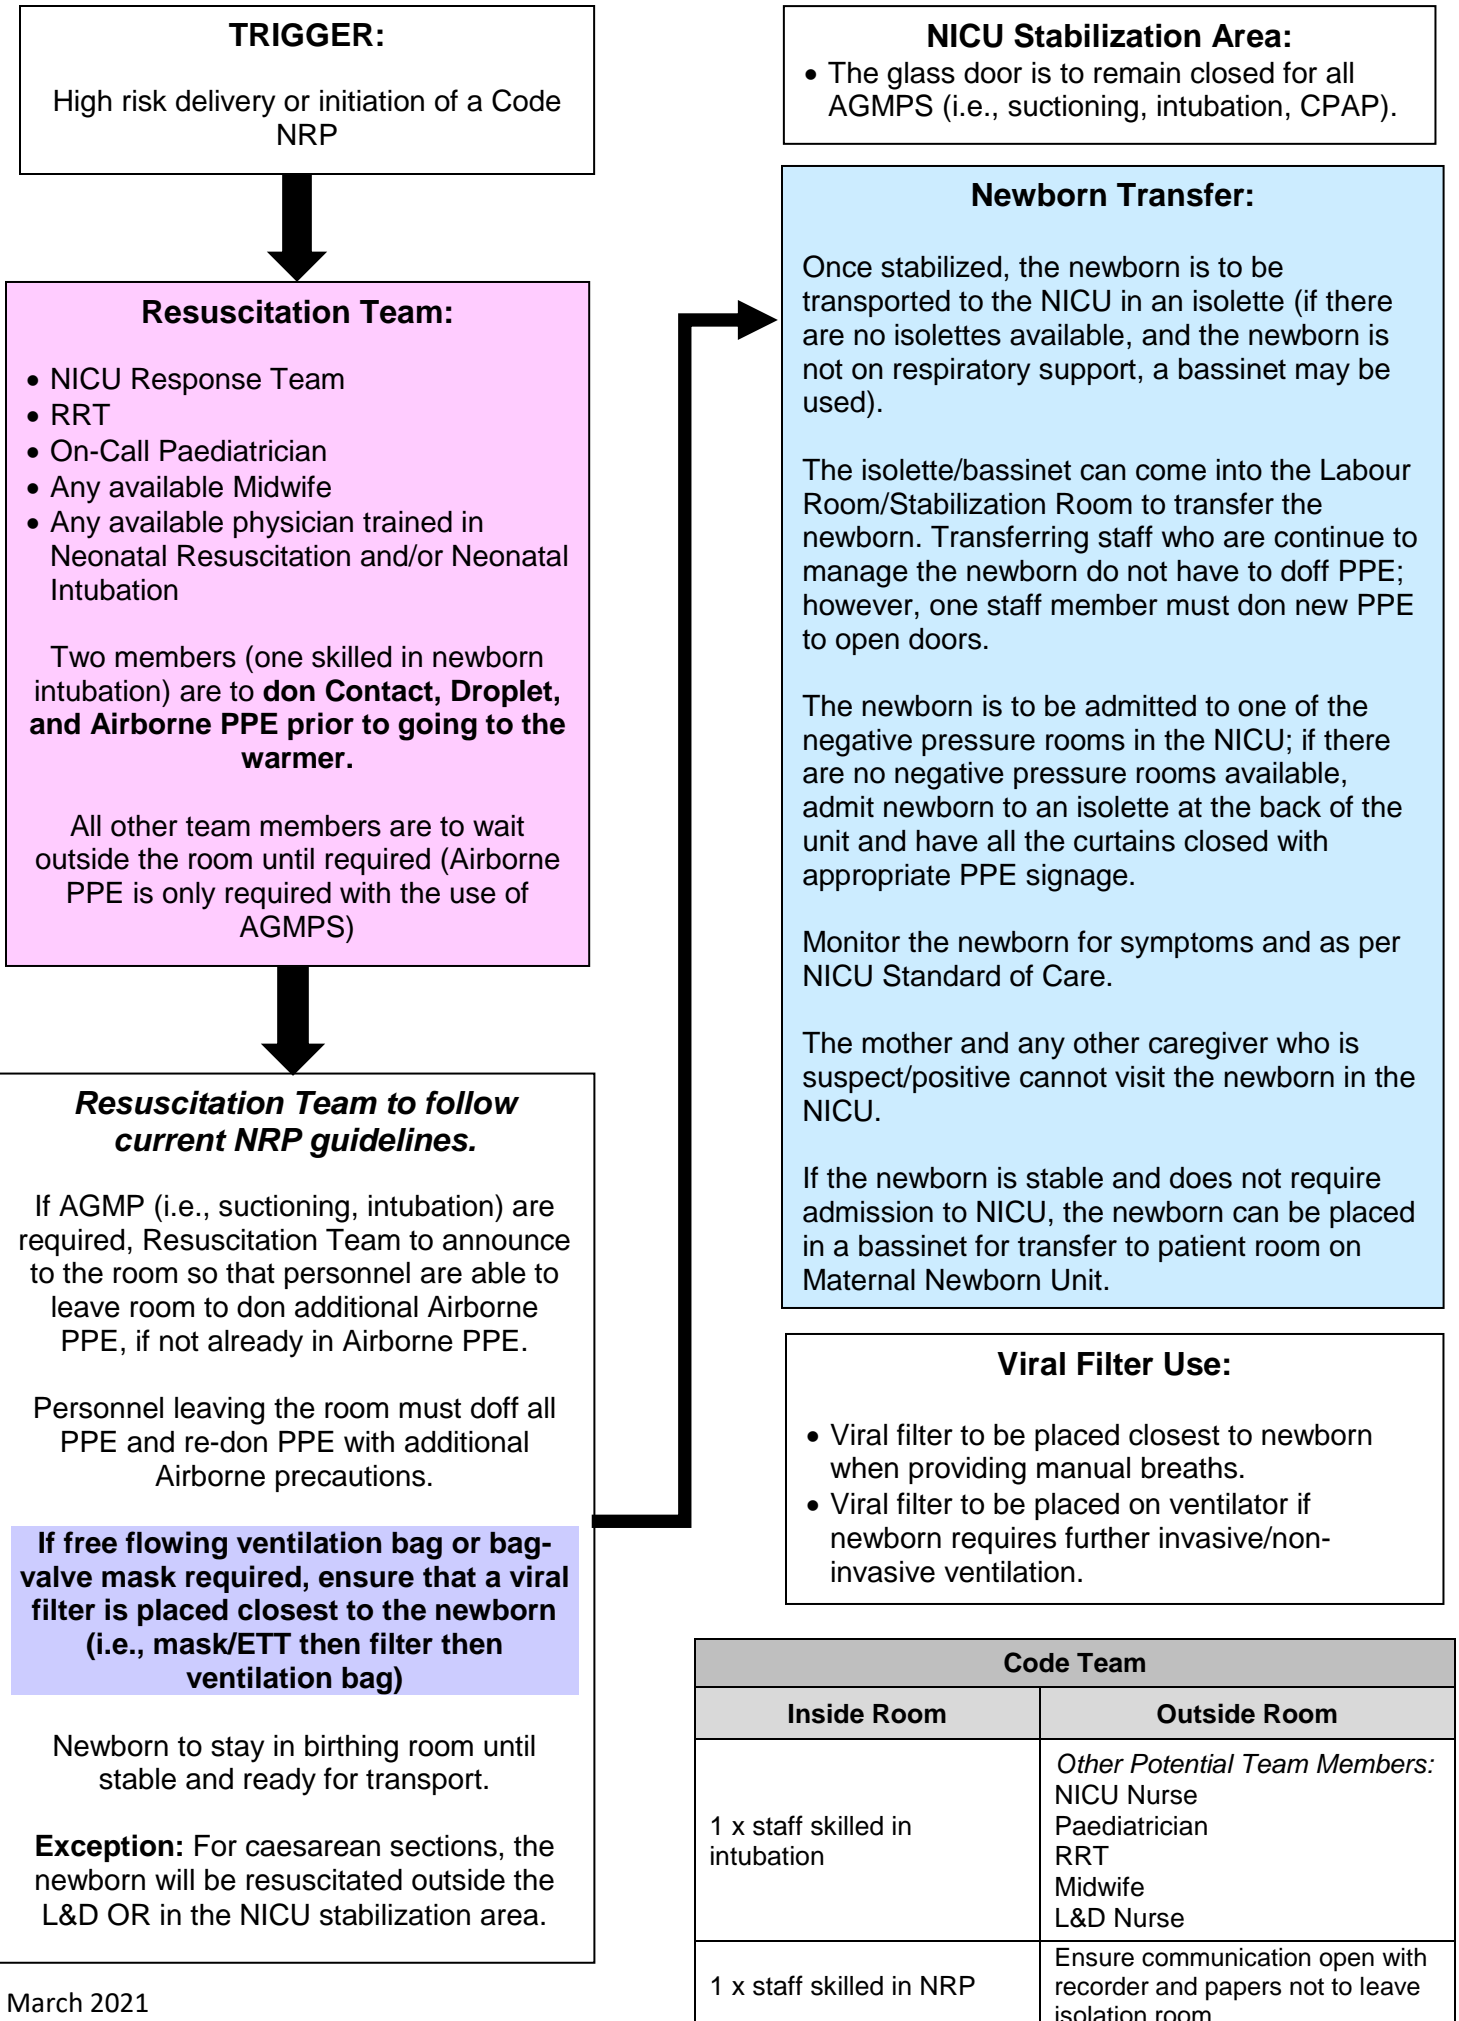 TRIGGER:
High risk delivery or initiation of a Code
NRP
Resuscitation Team:
• NICU Response Team
• RRT
• On-Call Paediatrician
• Any available Midwife
• Any available physician trained in
Neonatal Resuscitation and/or Neonatal
Intubation
Two members (one skilled in newborn
intubation) are to don Contact, Droplet,
and Airborne PPE prior to going to the
warmer.
All other team members are to wait
outside the room until required (Airborne
PPE is only required with the use of
AGMPS)
Resuscitation Team to follow
current NRP guidelines.
If AGMP (i.e., suctioning, intubation) are
required, Resuscitation Team to announce
to the room so that personnel are able to
leave room to don additional Airborne
PPE, if not already in Airborne PPE.
Personnel leaving the room must doff all
PPE and re-don PPE with additional
Airborne precautions.
If free flowing ventilation bag or bag-
valve mask required, ensure that a viral
filter is placed closest to the newborn
(i.e., mask/ETT then filter then
ventilation bag)
Newborn to stay in birthing room until
stable and ready for transport.
Exception: For caesarean sections, the
newborn will be resuscitated outside the
L&D OR in the NICU stabilization area.
March 2021
NICU Stabilization Area:
• The glass door is to remain closed for all
AGMPS (i.e., suctioning, intubation, CPAP).
Newborn Transfer:
Once stabilized, the newborn is to be
transported to the NICU in an isolette (if there
are no isolettes available, and the newborn is
not on respiratory support, a bassinet may be
used).
The isolette/bassinet can come into the Labour
Room/Stabilization Room to transfer the
newborn. Transferring staff who are continue to
manage the newborn do not have to doff PPE;
however, one staff member must don new PPE
to open doors.
The newborn is to be admitted to one of the
negative pressure rooms in the NICU; if there
are no negative pressure rooms available,
admit newborn to an isolette at the back of the
unit and have all the curtains closed with
appropriate PPE signage.
Monitor the newborn for symptoms and as per
NICU Standard of Care.
The mother and any other caregiver who is
suspect/positive cannot visit the newborn in the
NICU.
If the newborn is stable and does not require
admission to NICU, the newborn can be placed
in a bassinet for transfer to patient room on
Maternal Newborn Unit.
Viral Filter Use:
• Viral filter to be placed closest to newborn
when providing manual breaths.
• Viral filter to be placed on ventilator if
newborn requires further invasive/non-
invasive ventilation.
Code Team
Inside Room
Outside Room
1 x staff skilled in
intubation
Other Potential Team Members:
NICU Nurse
Paediatrician
RRT
Midwife
L&D Nurse
1 x staff skilled in NRP
Ensure communication open with
recorder and papers not to leave
isolation room